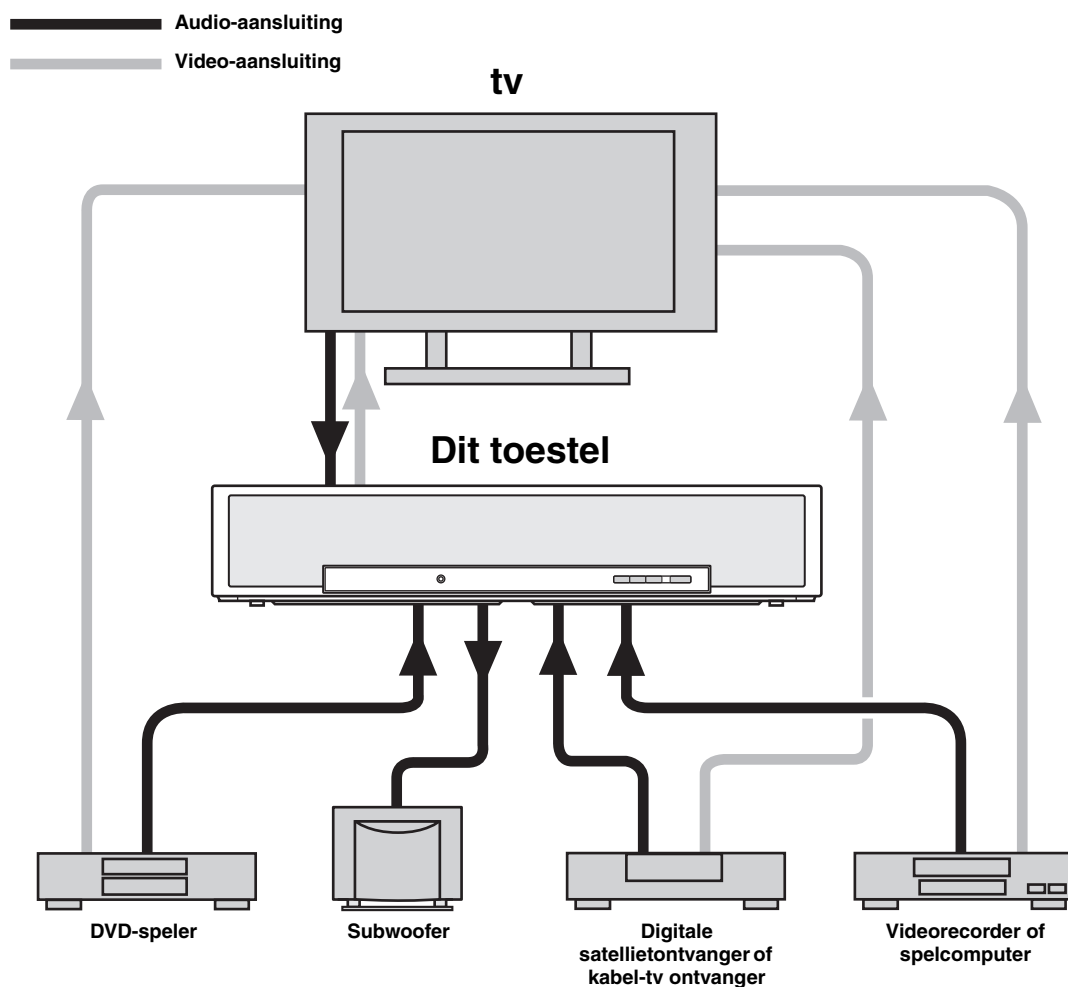 Audio-aansluiting
Video-aansluiting
tv
Dit toestel
DVD-speler
Subwoofer
Digitale
satellietontvanger of
kabel-tv ontvanger
Videorecorder of
spelcomputer